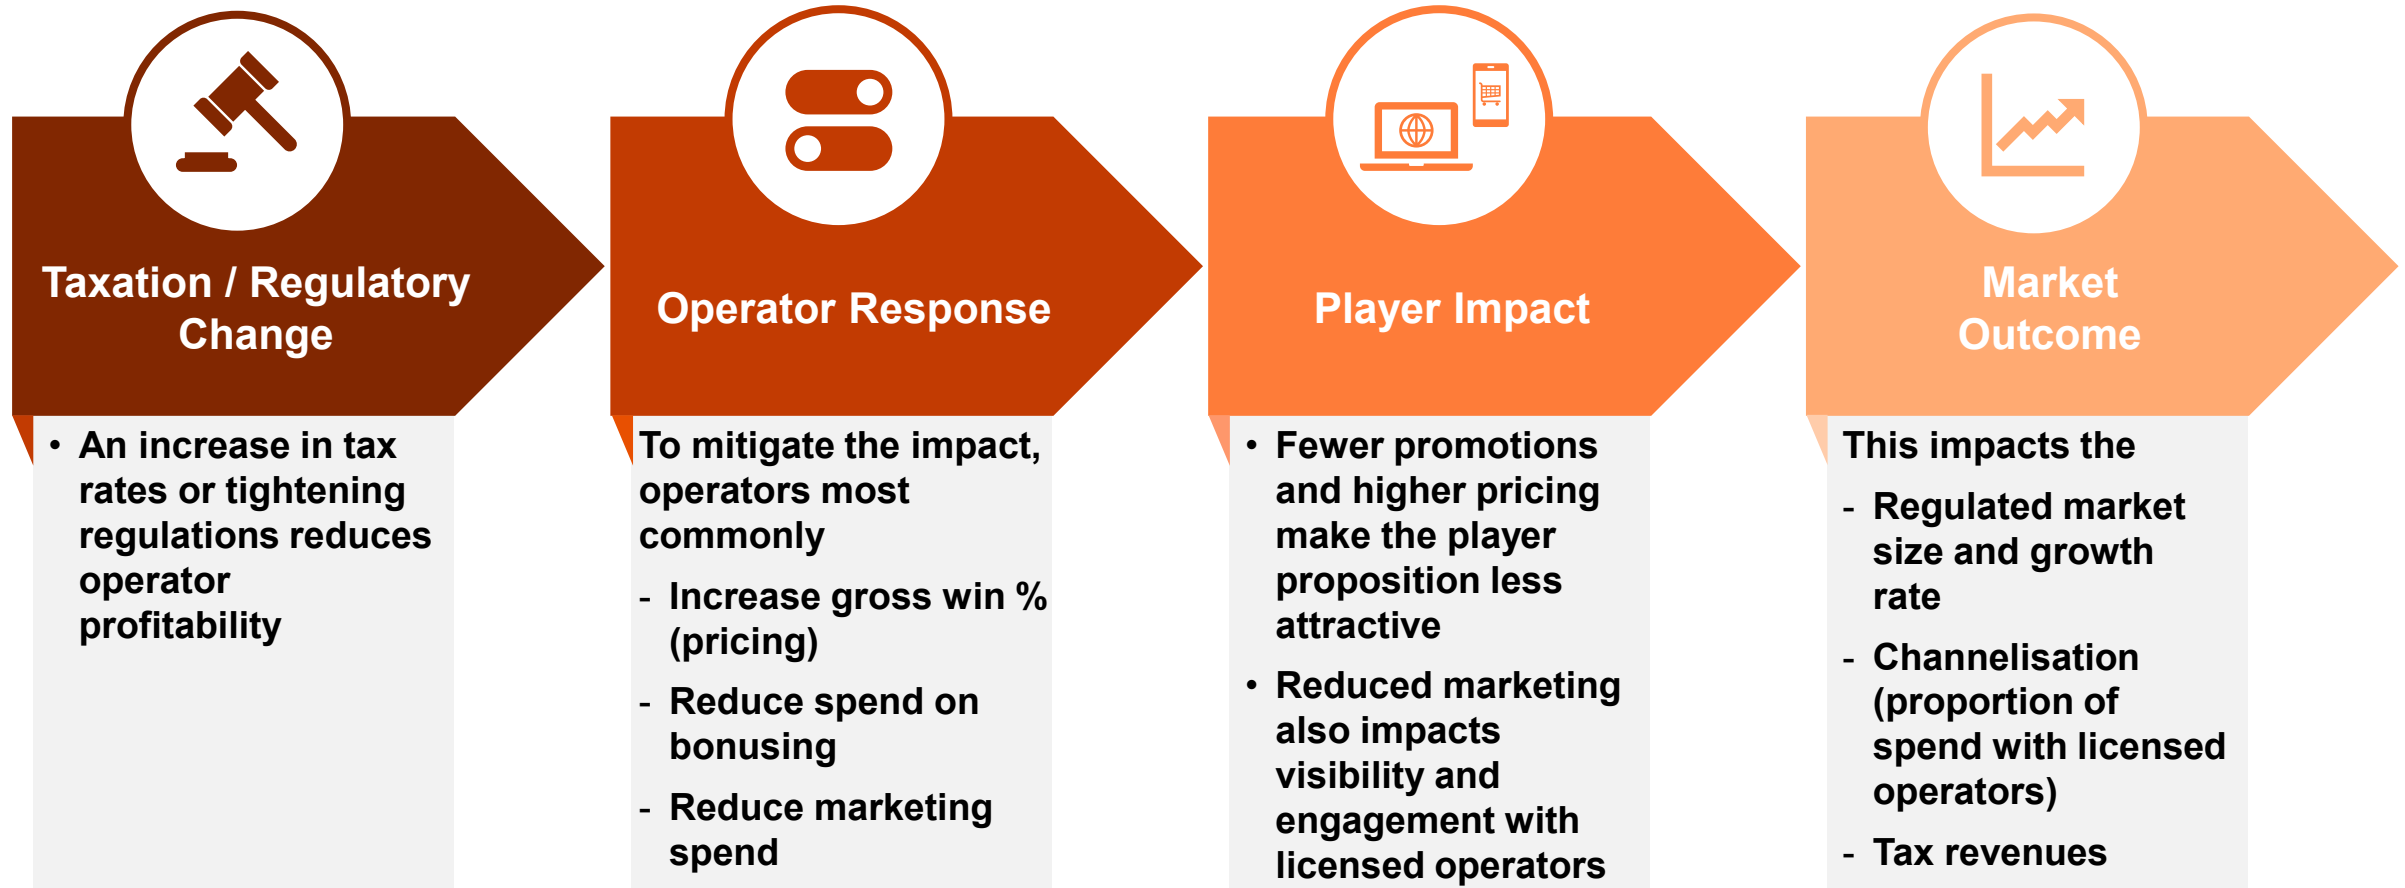 Taxation / Regulatory
Change
• An increase in tax
rates or tightening
regulations reduces
operator
profitability
Operator Response
To mitigate the impact,
operators most
commonly
- Increase gross win %
(pricing)
- Reduce spend on
bonusing
- Reduce marketing
spend
Player Impact
• Fewer promotions
and higher pricing
make the player
proposition less
attractive
• Reduced marketing
also impacts
visibility and
engagement with
licensed operators
Market
Outcome
This impacts the
- Regulated market
size and growth
rate
- Channelisation
(proportion of
spend with licensed
operators)
- Tax revenues